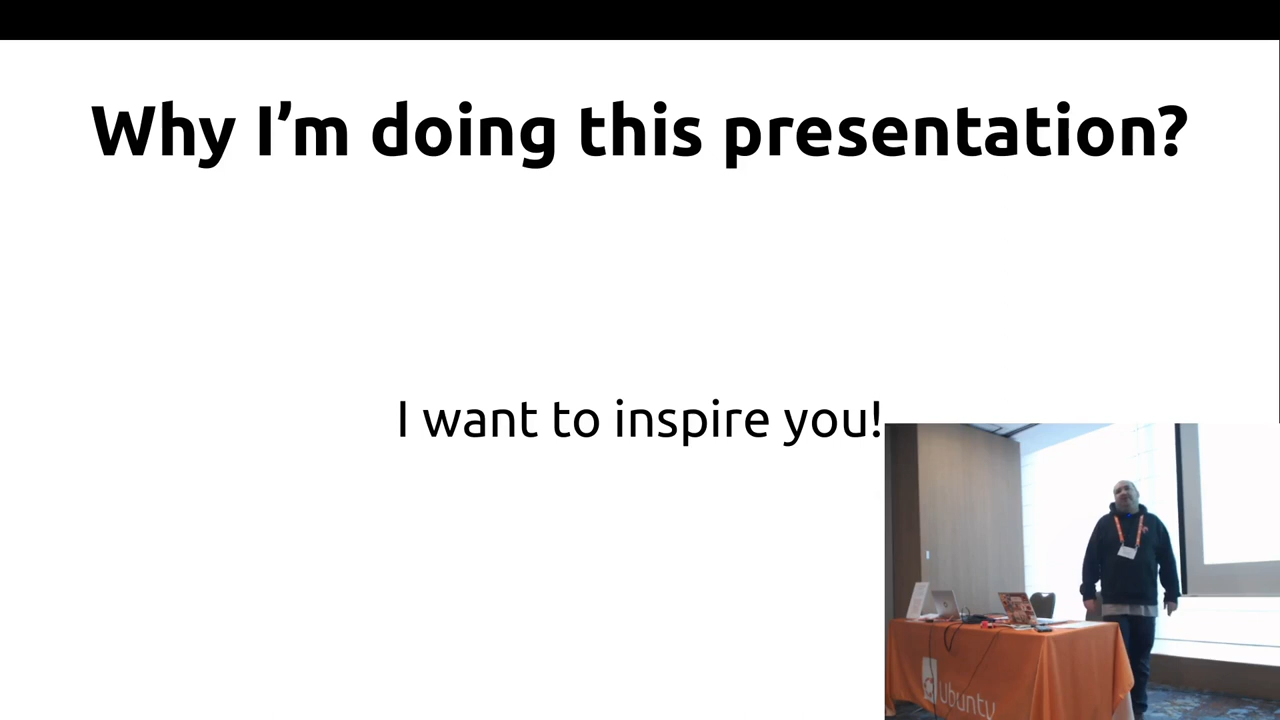 Why I’m doing this presentation?
I want to inspire you!
ubuntu